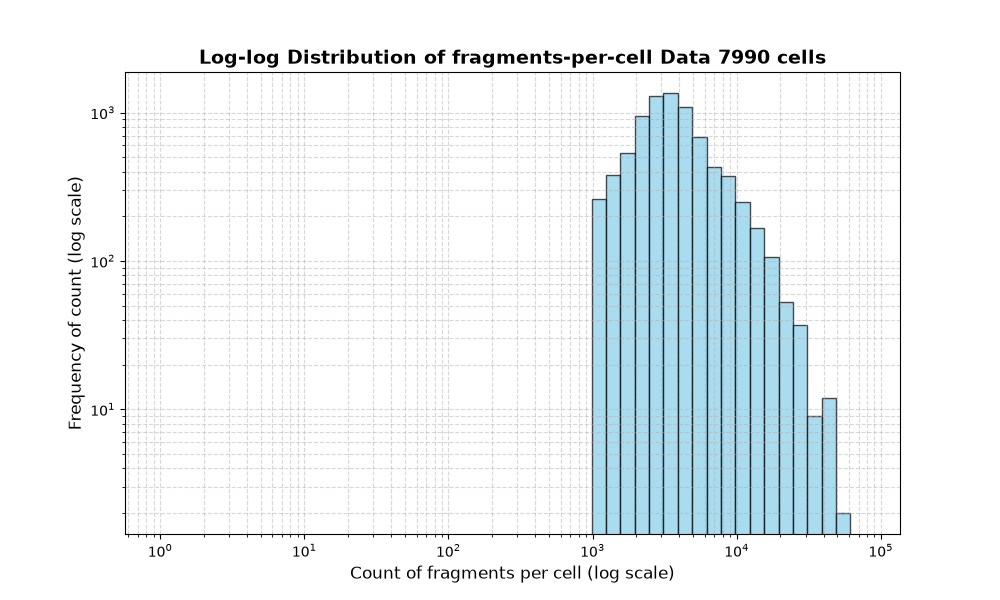 Log-log Distribution of fragments-per-cell Data 7990 cells
Frequency of count (log scale)
10³
10²
10¹
10⁰ 10¹ 10² 10³ 10⁴ 10⁵
Count of fragments per cell (log scale)